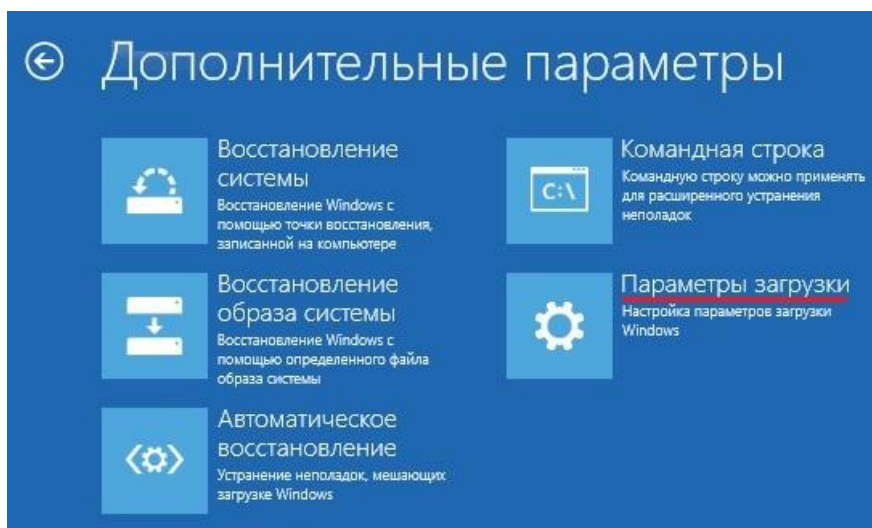 Дополнительные параметры
Восстановление
системы
Восстановление Windows с
помощью точки восстановления,
записанной на компьютере
Восстановление
образа системы
Восстановление Windows с
помощью определенного файла
образа системы
Автоматическое
восстановление
Устранение неполадок, мешающих
загрузке Windows
Командная строка
Командную строку можно применять
для расширенного устранения
неполадок
C:\
Параметры загрузки
Настройка параметров загрузки
Windows